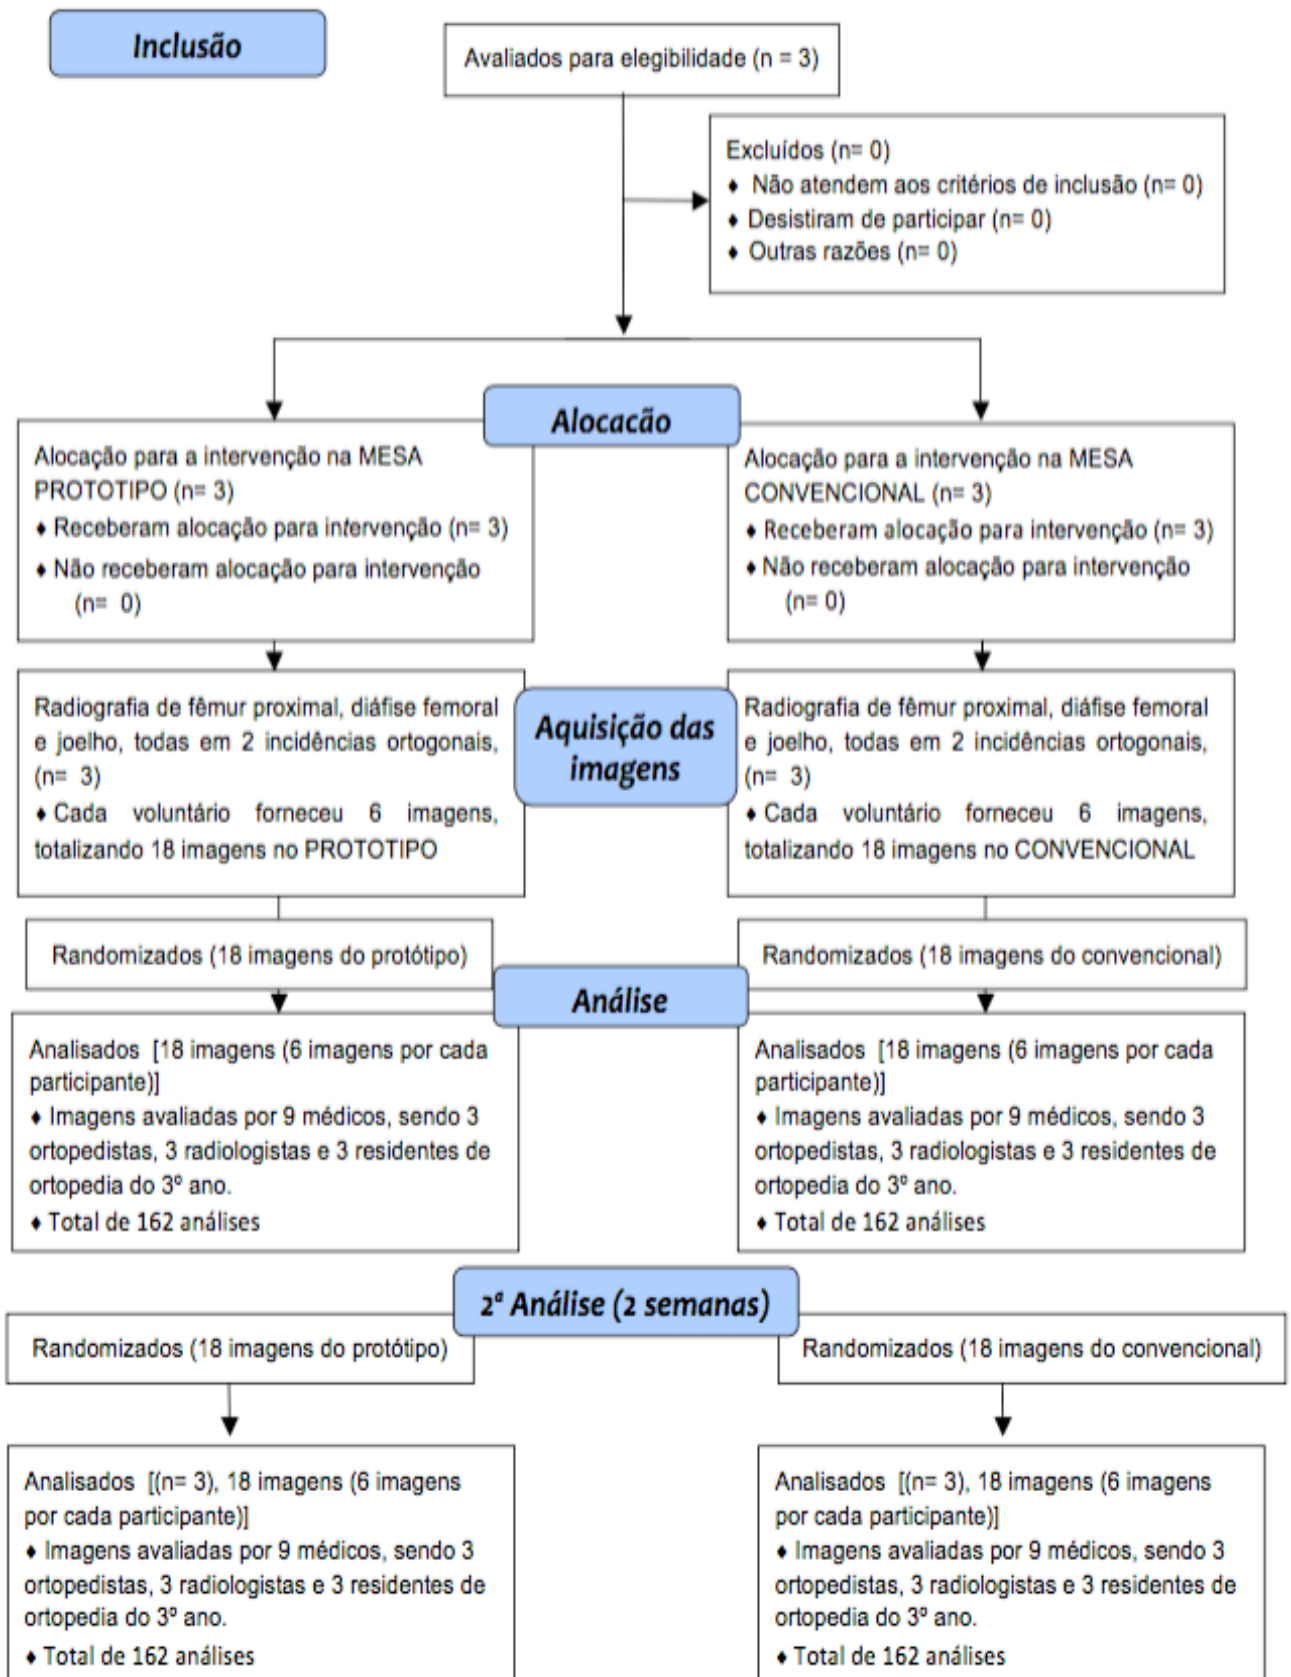 Inclusão
Avaliados para elegibilidade (n = 3)
Excluídos (n= 0)
♦ Não atendem aos critérios de inclusão (n= 0)
♦ Desistiram de participar (n= 0)
♦ Outras razões (n= 0)
Alocacão
Alocação para a intervenção na MESA
PROTOTIPO (n= 3)
♦ Receberam alocação para intervenção (n= 3)
♦ Não receberam alocação para intervenção
(n= 0)
Alocação para a intervenção na MESA
CONVENCIONAL (n= 3)
♦ Receberam alocação para intervenção (n= 3)
♦ Não receberam alocação para intervenção
(n= 0)
Aquisição das
imagens
Radiografia de fêmur proximal, diáfise femoral
e joelho, todas em 2 incidências ortogonais,
(n= 3)
♦ Cada voluntário forneceu 6 imagens,
totalizando 18 imagens no PROTOTIPO
Radiografia de fêmur proximal, diáfise femoral
e joelho, todas em 2 incidências ortogonais,
(n= 3)
♦ Cada voluntário forneceu 6 imagens,
totalizando 18 imagens no CONVENCIONAL
Randomizados (18 imagens do protótipo)
Randomizados (18 imagens do convencional)
Análise
Analisados [18 imagens (6 imagens por cada
participante)]
♦ Imagens avaliadas por 9 médicos, sendo 3
ortopedistas, 3 radiologistas e 3 residentes de
ortopedia do 3º ano.
♦ Total de 162 análises
Analisados [18 imagens (6 imagens por cada
participante)]
♦ Imagens avaliadas por 9 médicos, sendo 3
ortopedistas, 3 radiologistas e 3 residentes de
ortopedia do 3º ano.
♦ Total de 162 análises
2ª Análise (2 semanas)
Randomizados (18 imagens do protótipo)
Randomizados (18 imagens do convencional)
Analisados [(n= 3), 18 imagens (6 imagens
por cada participante)]
♦ Imagens avaliadas por 9 médicos, sendo 3
ortopedistas, 3 radiologistas e 3 residentes de
ortopedia do 3º ano.
♦ Total de 162 análises
Analisados [(n= 3), 18 imagens (6 imagens
por cada participante)]
♦ Imagens avaliadas por 9 médicos, sendo 3
ortopedistas, 3 radiologistas e 3 residentes de
ortopedia do 3º ano.
♦ Total de 162 análises